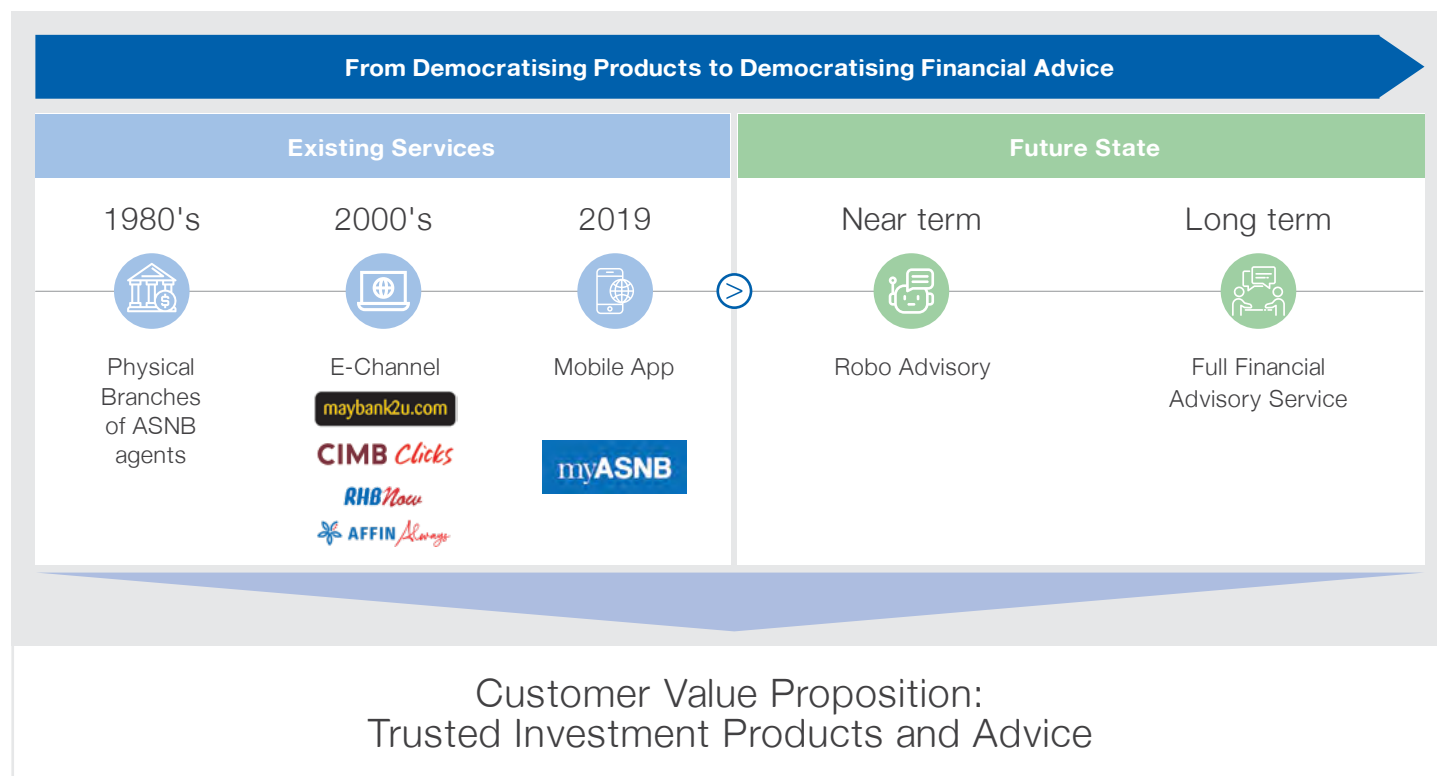 From Democratising Products to Democratising Financial Advice
Existing Services
Future State
1980's
2000's
2019
Near term
Long term
$
>
Physical
Branches
of ASNB
agents
E-Channel
maybank2u.com
CIMB Clicks
RHB Now
AFFIN Always
Mobile App
myASNB
Robo Advisory
Full Financial
Advisory Service
Customer Value Proposition:
Trusted Investment Products and Advice